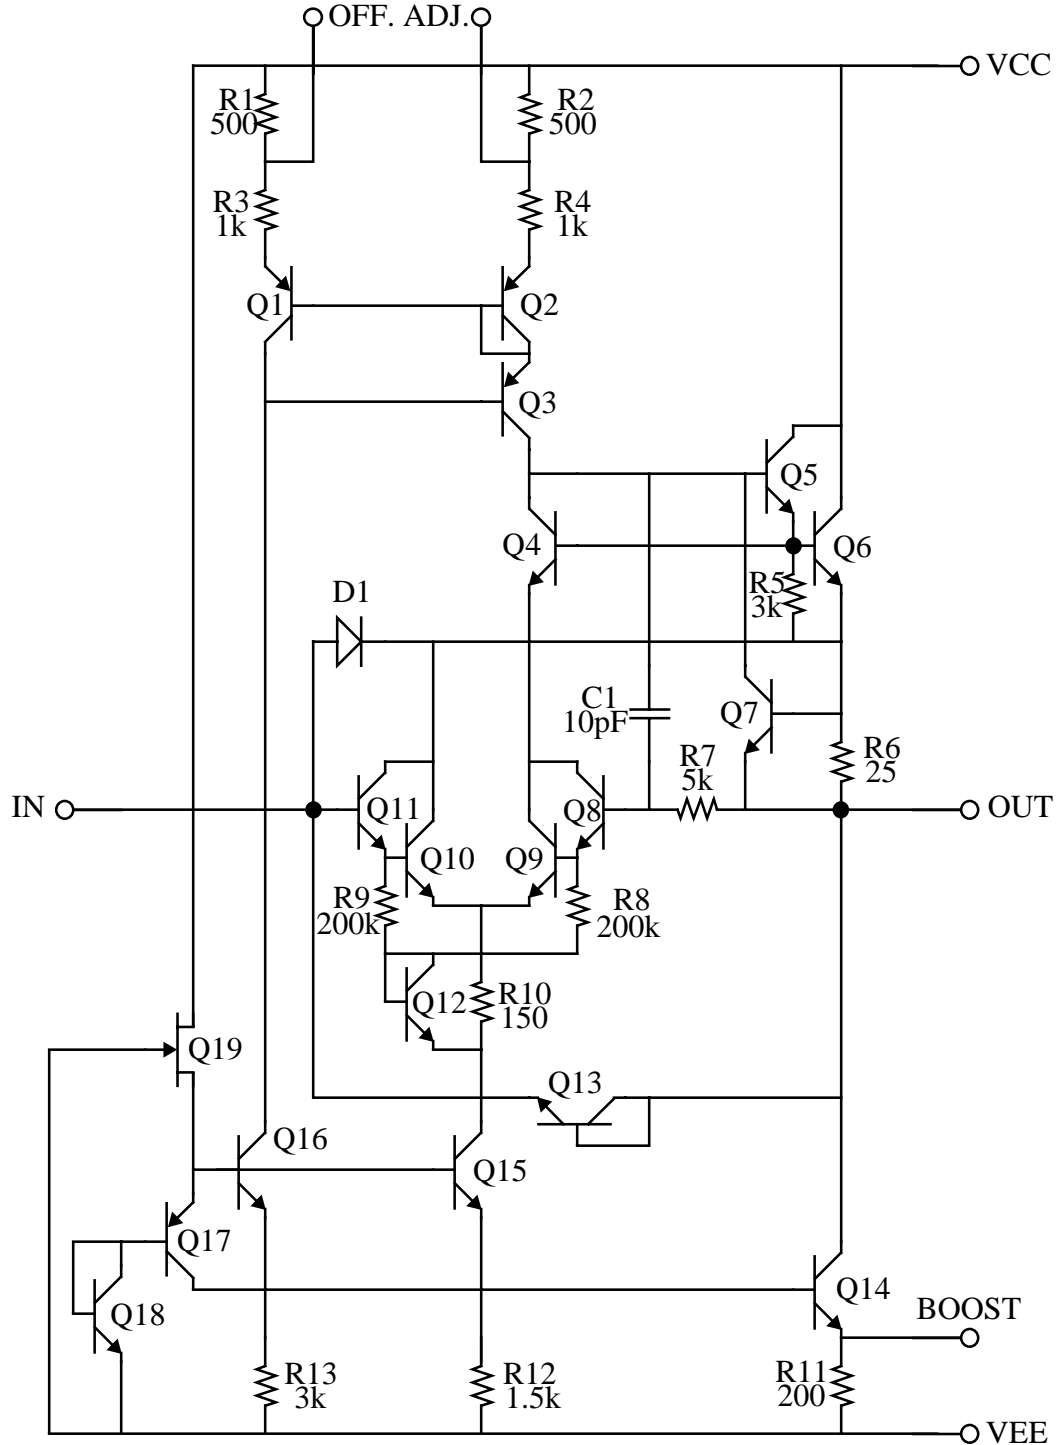 OFF. ADJ.
VCC
R1
500
R2
500
R3
1k
R4
1k
Q1
Q2
Q3
Q5
Q4
Q6
R5
3k
D1
C1
10pF
Q7
R7
5k
R6
25
IN
Q11
Q8
OUT
Q10
Q9
R9
200k
R8
200k
Q12
R10
150
Q19
Q13
Q16
Q15
Q17
Q18
Q14
BOOST
R13
3k
R12
1.5k
R11
200
VEE